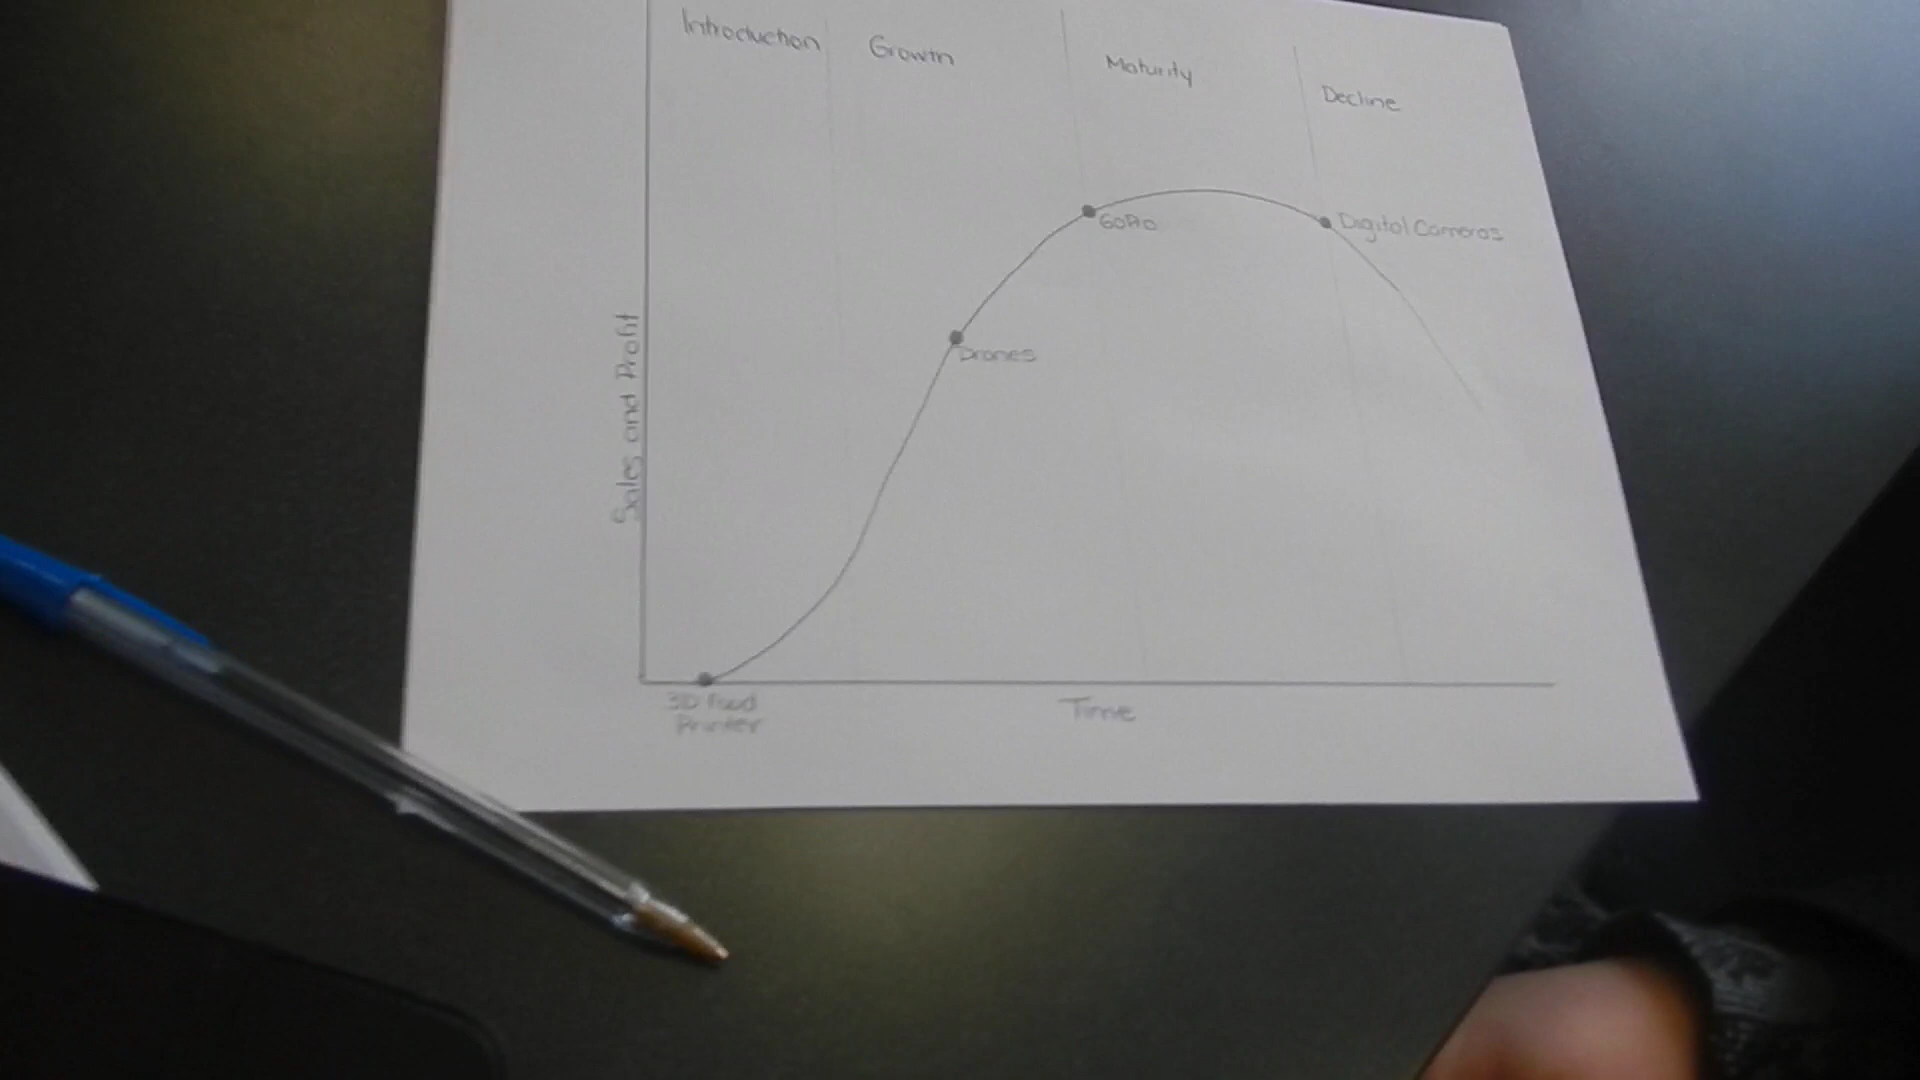 Introduction
Growth
Maturity
Decline
GoPro
Digital Cameras
Drones
Sales and Profit
3D Food
Printer
Time